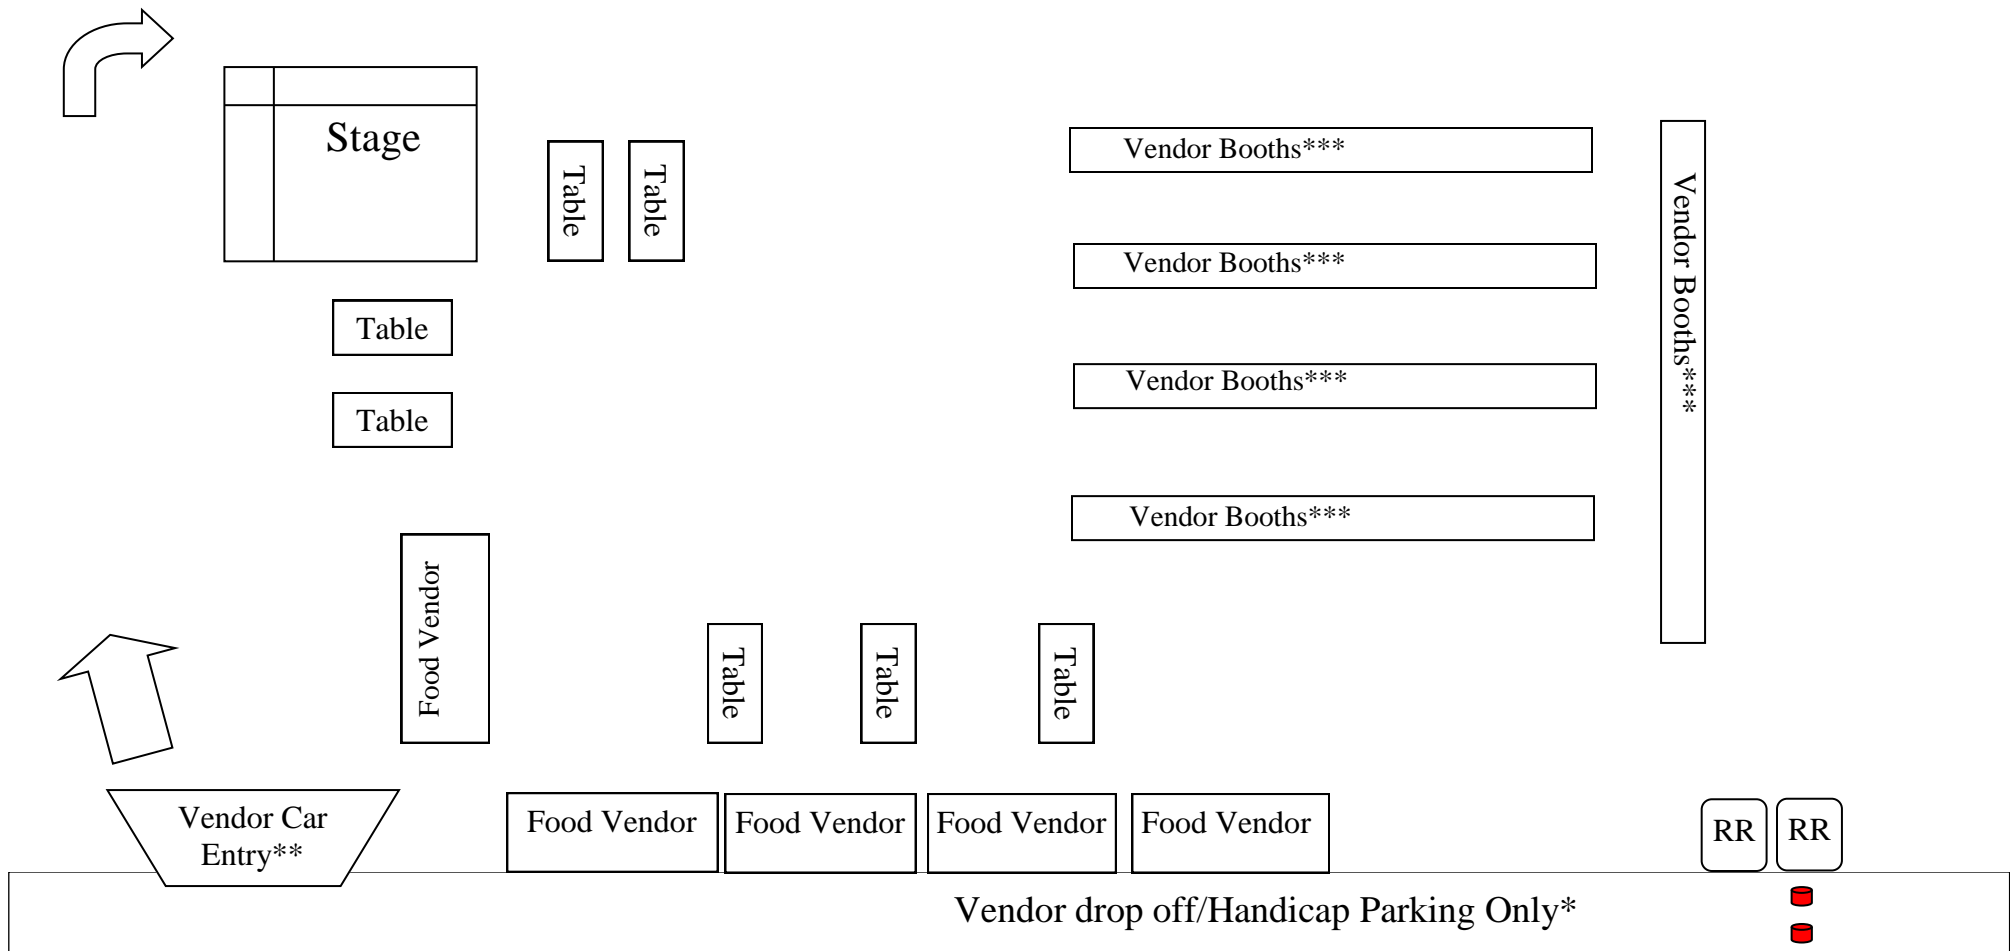 Stage
Table
Table
Vendor Booths***
Vendor Booths***
Vendor Booths***
Vendor Booths***
Vendor Booths***
Table
Table
Food Vendor
Table
Table
Table
Vendor Car
Entry**
Food Vendor
Food Vendor
Food Vendor
Food Vendor
RR
RR
Vendor drop off/Handicap Parking Only*